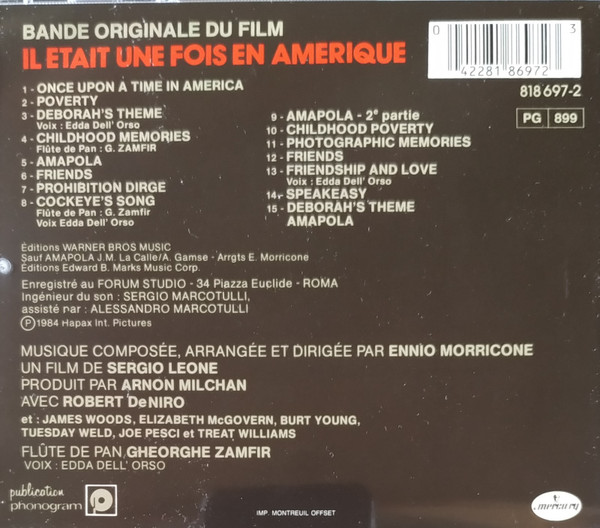 BANDE ORIGINALE DU FILM
IL ETAIT UNE FOIS EN AMERIQUE
0 3
42281 86972
818 697-2
PG 899
1 - ONCE UPON A TIME IN AMERICA
2 - POVERTY
3 - DEBORAH'S THEME
Voix : Edda Dell' Orso
4 - CHILDHOOD MEMORIES
Flûte de Pan : G. ZAMFIR
5 - AMAPOLA
6 - FRIENDS
7 - PROHIBITION DIRGE
8 - COCKEYE'S SONG
Flûte de Pan : G. Zamfir
Voix Edda Dell' Orso
9 - AMAPOLA - 2e partie
10 - CHILDHOOD POVERTY
11 - PHOTOGRAPHIC MEMORIES
12 - FRIENDS
13 - FRIENDSHIP AND LOVE
Voix : Edda Dell' Orso
14 - SPEAKEASY
15 - DEBORAH'S THEME
AMAPOLA
Éditions WARNER BROS MUSIC
Sauf AMAPOLA J.M. La Calle/A. Gamse - Arrgts E. Morricone
Éditions Edward B. Marks Music Corp.
Enregistré au FORUM STUDIO - 34 Piazza Euclide - ROMA
Ingénieur du son : SERGIO MARCOTULLI,
assisté par : ALESSANDRO MARCOTULLI
Ⓟ 1984 Hapax Int. Pictures
MUSIQUE COMPOSÉE, ARRANGÉE ET DIRIGÉE PAR ENNIO MORRICONE
UN FILM DE SERGIO LEONE
PRODUIT PAR ARNON MILCHAN
AVEC ROBERT DeNIRO
et : JAMES WOODS, ELIZABETH McGOVERN, BURT YOUNG,
TUESDAY WELD, JOE PESCI et TREAT WILLIAMS
FLÛTE DE PAN GHEORGHE ZAMFIR
VOIX : EDDA DELL' ORSO
publication
phonogram
IMP. MONTREUIL OFFSET
mercury